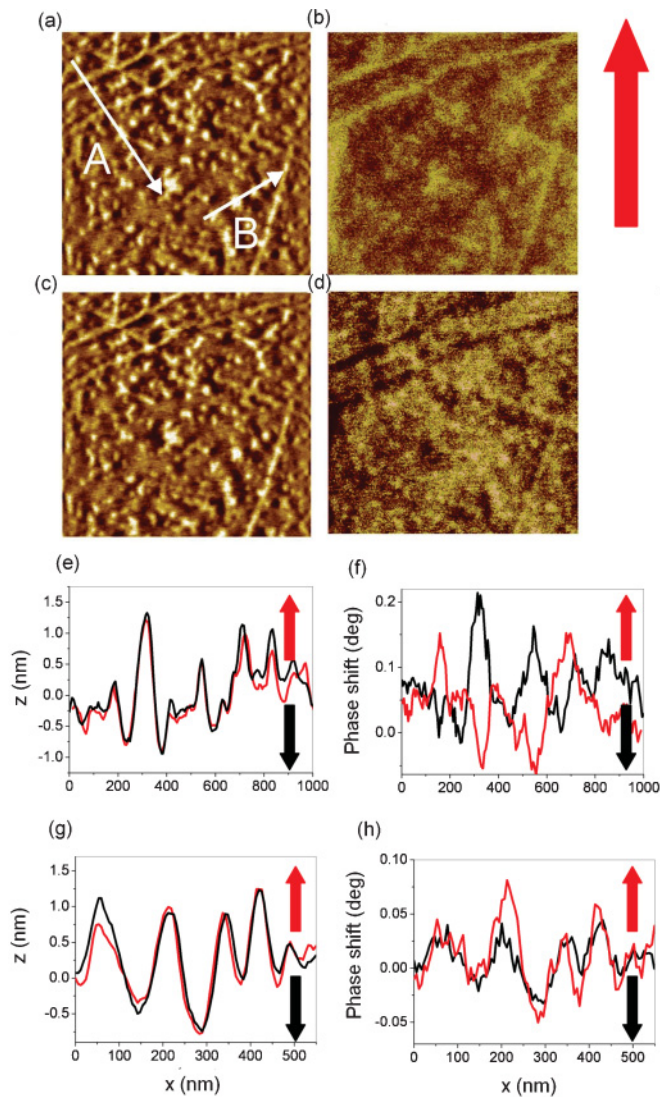 (a)
(b)
A
B
(c)
(d)
(e)
(f)
1.5
1.0
0.5
0.0
-0.5
-1.0
z (nm)
0 200 400 600 800 1000
0.2
0.1
0.0
Phase shift (deg)
0 200 400 600 800 1000
(g)
(h)
1.5
1.0
0.5
0.0
-0.5
z (nm)
0 100 200 300 400 500
x (nm)
0.10
0.05
0.00
-0.05
Phase shift (deg)
0 100 200 300 400 500
x (nm)